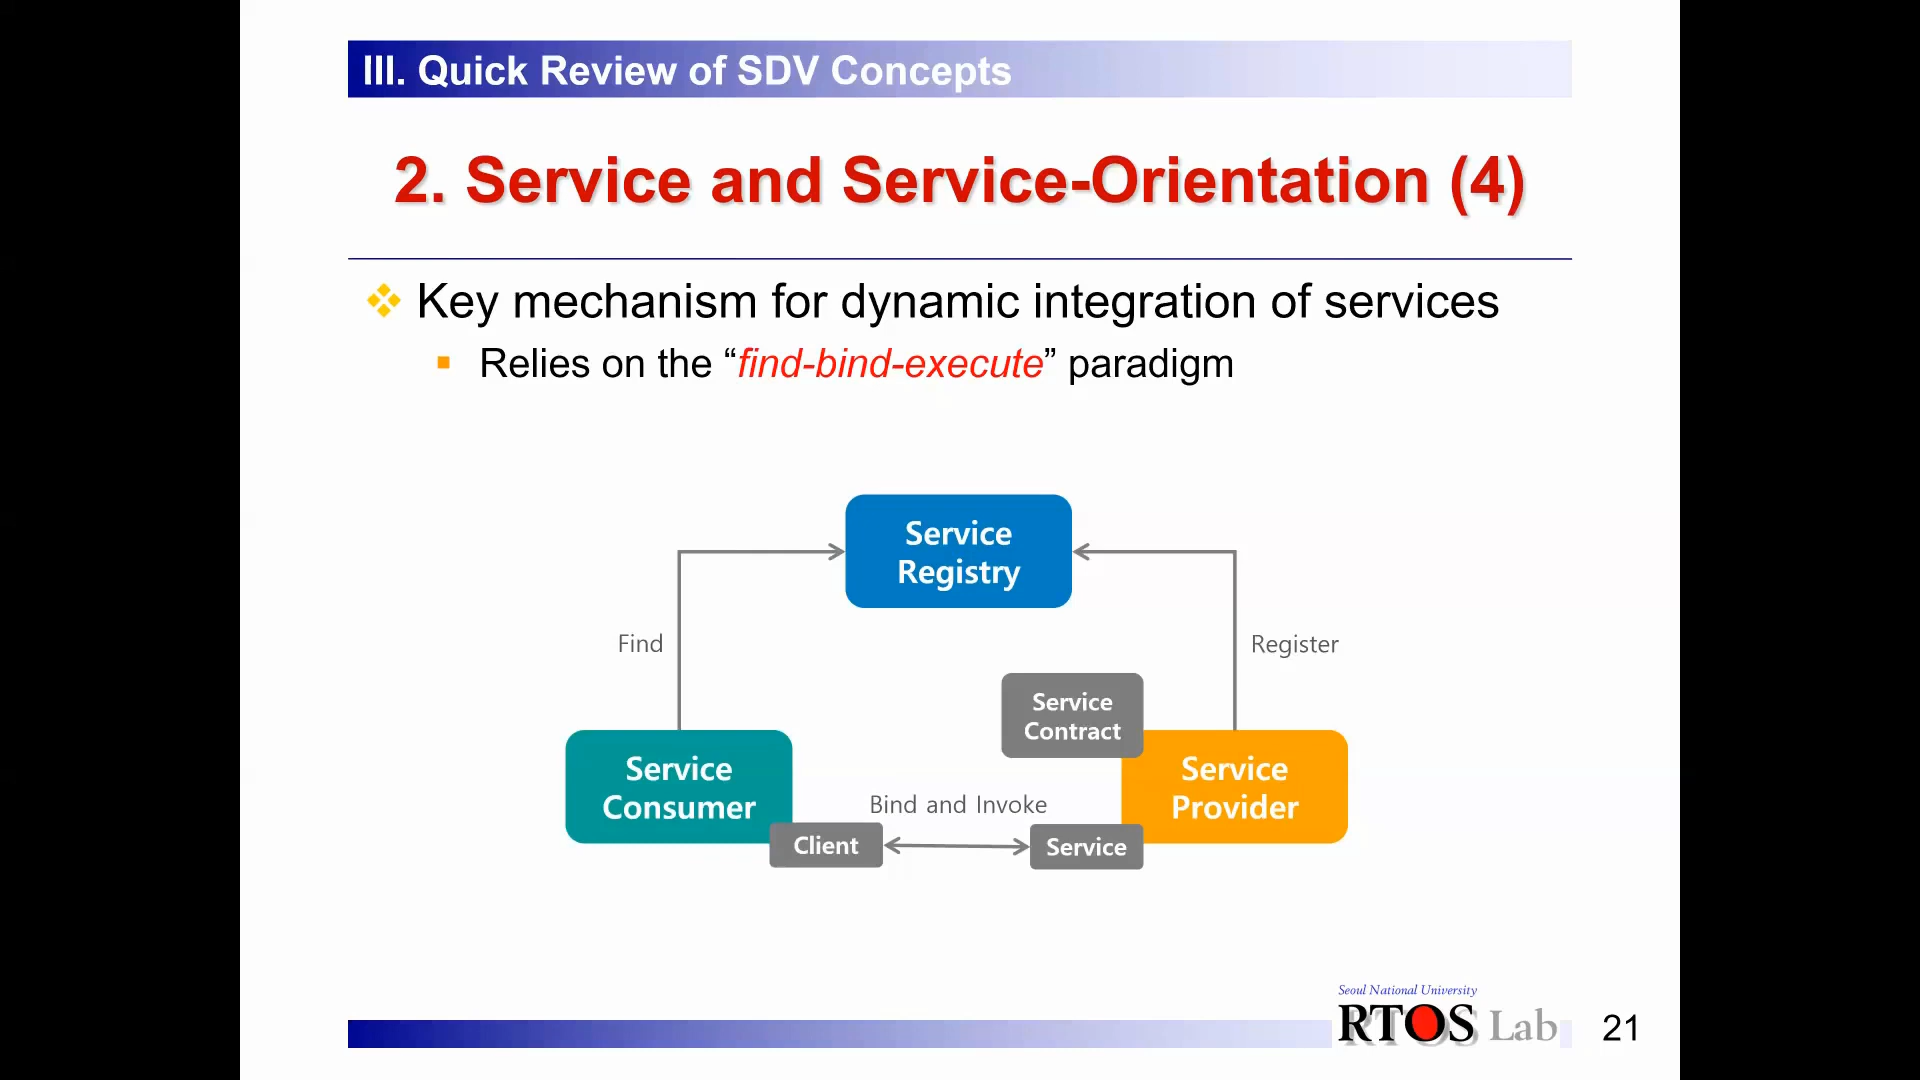 III. Quick Review of SDV Concepts
2. Service and Service-Orientation (4)
Key mechanism for dynamic integration of services
Relies on the “find-bind-execute” paradigm
Service
Registry
Find
Register
Service
Contract
Service
Consumer
Service
Provider
Bind and Invoke
Client
Service
Seoul National University
RTOS Lab
21